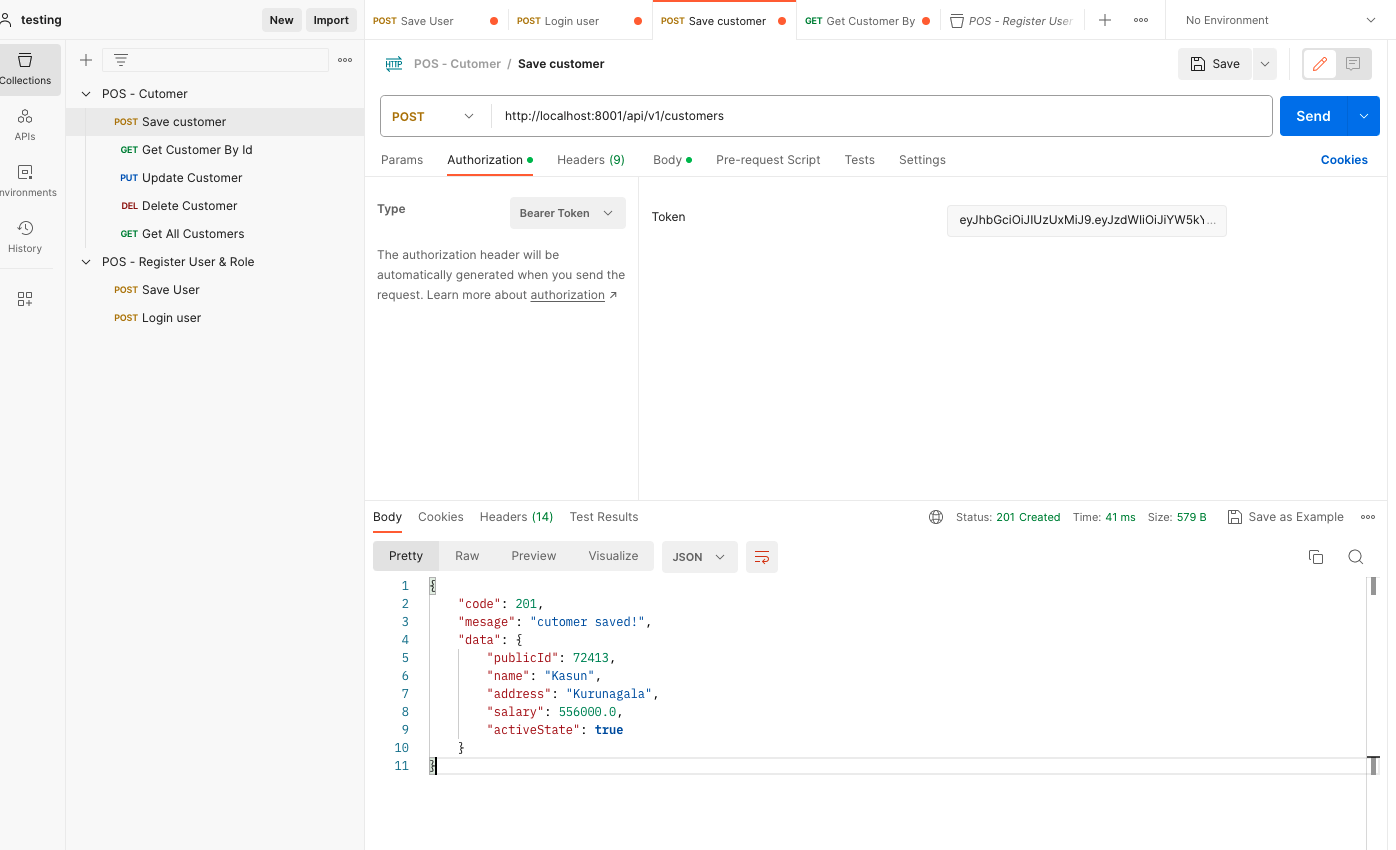 testing
New
Import
POST Save User
POST Login user
POST Save customer
GET Get Customer By
POS - Register User
No Environment
Collections
APIs
nvironments
History
POS - Cutomer
POST Save customer
GET Get Customer By Id
PUT Update Customer
DEL Delete Customer
GET Get All Customers
POS - Register User & Role
POST Save User
POST Login user
HTTP POS - Cutomer / Save customer
Save
POST
http://localhost:8001/api/v1/customers
Send
Params Authorization Headers (9) Body Pre-request Script Tests Settings Cookies
Type
Bearer Token
The authorization header will be
automatically generated when you send the
request. Learn more about authorization ↗
Token
eyJhbGciOiJIUzUxMiJ9.eyJzdWIiOiJiYW5kY...
Body Cookies Headers (14) Test Results
Status: 201 Created Time: 41 ms Size: 579 B Save as Example
Pretty Raw Preview Visualize JSON
1 {
2 "code": 201,
3 "mesage": "cutomer saved!",
4 "data": {
5 "publicId": 72413,
6 "name": "Kasun",
7 "address": "Kurunagala",
8 "salary": 556000.0,
9 "activeState": true
10 }
11 }